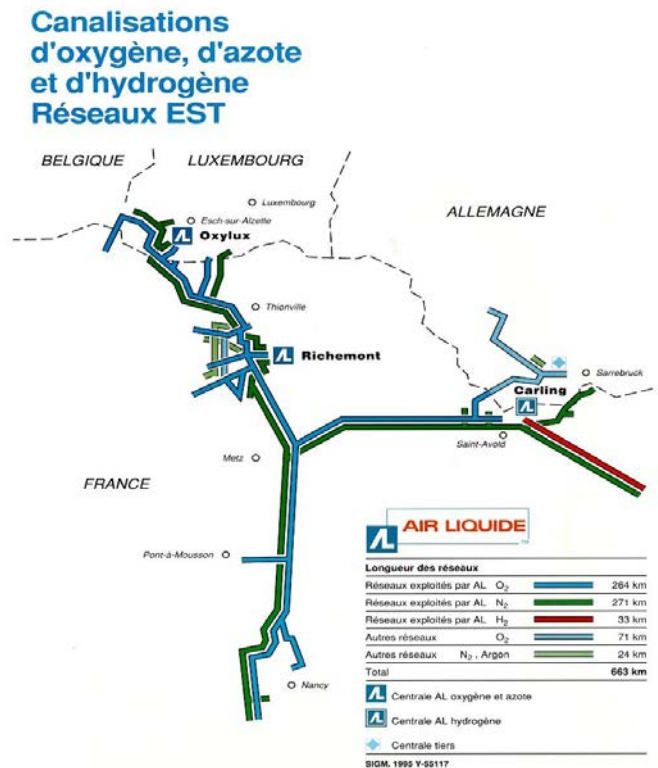 Canalisations
d'oxygène, d'azote
et d'hydrogène
Réseaux EST
BELGIQUE
LUXEMBOURG
Luxembourg
ALLEMAGNE
Esch-sur-Alzette
Oxylux
Thionville
Richemont
Sarrebruck
Carling
Saint-Avold
Metz
FRANCE
Pont-à-Mousson
Nancy
AL AIR LIQUIDE TM
Longueur des réseaux
Réseaux exploités par AL O₂ 264 km
Réseaux exploités par AL N₂ 271 km
Réseaux exploités par AL H₂ 33 km
Autres réseaux O₂ 71 km
Autres réseaux N₂, Argon 24 km
Total 663 km
AL Centrale AL oxygène et azote
AL Centrale AL hydrogène
Centrale tiers
SIGM. 1995 Y-55117